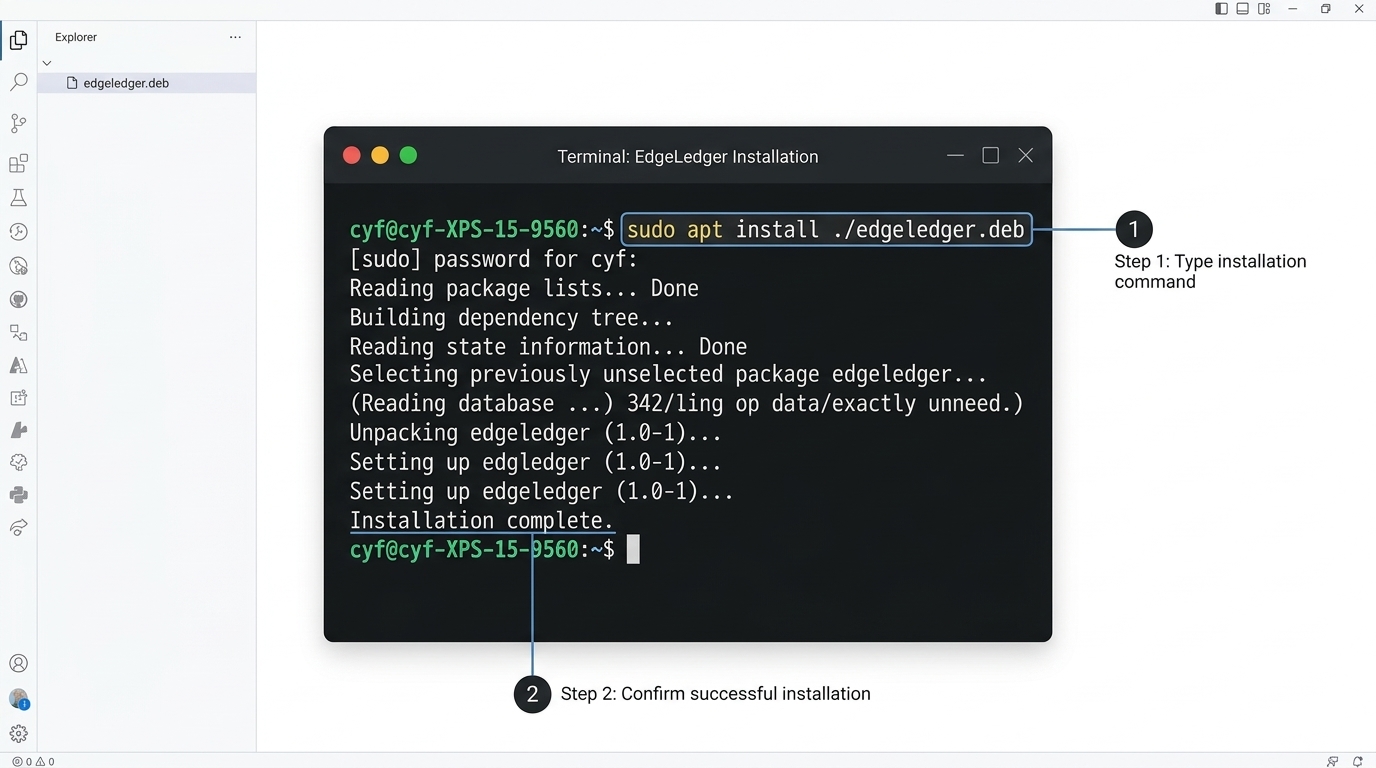 Explorer
edgeledger.deb
Terminal: EdgeLedger Installation
cyf@cyf-XPS-15-9560:~$ sudo apt install ./edgeledger.deb
[sudo] password for cyf:
Reading package lists... Done
Building dependency tree...
Reading state information... Done
Selecting previously unselected package edgeledger...
(Reading database ...) 342/ling op data/exactly unneed.)
Unpacking edgeledger (1.0-1)...
Setting up edgledger (1.0-1)...
Setting up edgeledger (1.0-1)...
Installation complete.
cyf@cyf-XPS-15-9560:~$
1
Step 1: Type installation
command
2 Step 2: Confirm successful installation
0 0